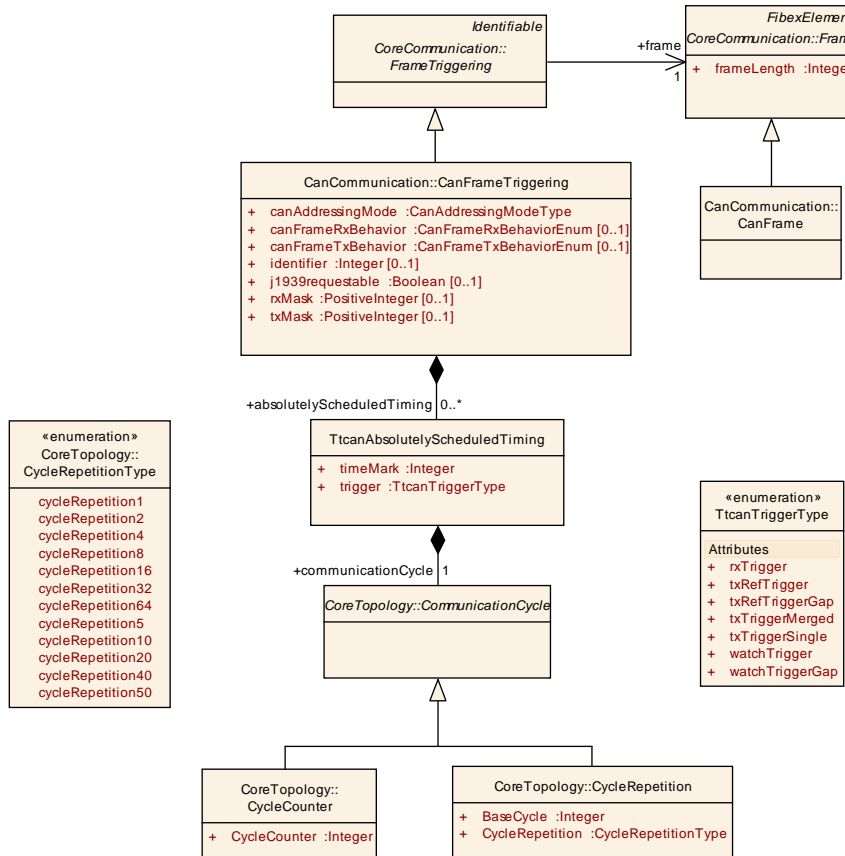 Identifiable
CoreCommunication::
FrameTriggering
+frame
1
FibexElemen
CoreCommunication::Fram
+ frameLength :Intege
CanCommunication::CanFrameTriggering
+ canAddressingMode :CanAddressingModeType
+ canFrameRxBehavior :CanFrameRxBehaviorEnum [0..1]
+ canFrameTxBehavior :CanFrameTxBehaviorEnum [0..1]
+ identifier :Integer [0..1]
+ j1939requestable :Boolean [0..1]
+ rxMask :PositiveInteger [0..1]
+ txMask :PositiveInteger [0..1]
CanCommunication::
CanFrame
+absolutelyScheduledTiming 0..*
«enumeration»
CoreTopology::
CycleRepetitionType
cycleRepetition1
cycleRepetition2
cycleRepetition4
cycleRepetition8
cycleRepetition16
cycleRepetition32
cycleRepetition64
cycleRepetition5
cycleRepetition10
cycleRepetition20
cycleRepetition40
cycleRepetition50
TtcanAbsolutelyScheduledTiming
+ timeMark :Integer
+ trigger :TtcanTriggerType
+communicationCycle 1
CoreTopology::CommunicationCycle
«enumeration»
TtcanTriggerType
Attributes
+ rxTrigger
+ txRefTrigger
+ txRefTriggerGap
+ txTriggerMerged
+ txTriggerSingle
+ watchTrigger
+ watchTriggerGap
CoreTopology::
CycleCounter
+ CycleCounter :Integer
CoreTopology::CycleRepetition
+ BaseCycle :Integer
+ CycleRepetition :CycleRepetitionType